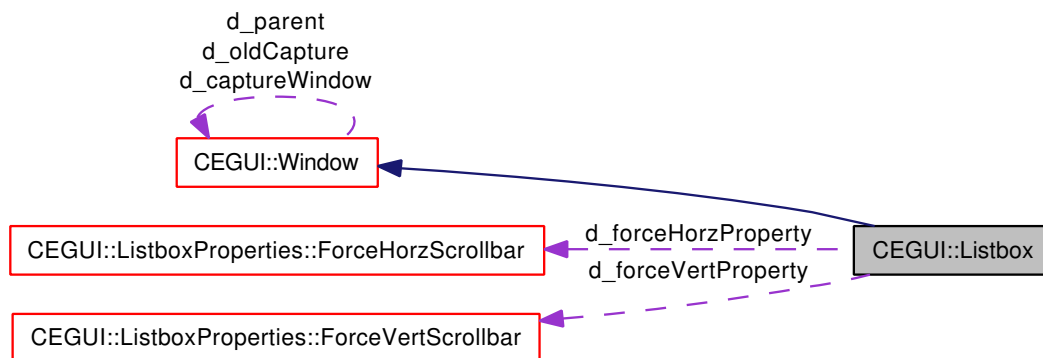 d_parent
d_oldCapture
d_captureWindow
CEGUI::Window
d_forceHorzProperty
CEGUI::ListboxProperties::ForceHorzScrollbar
CEGUI::Listbox
d_forceVertProperty
CEGUI::ListboxProperties::ForceVertScrollbar